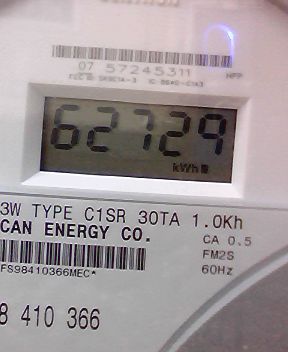 07 57245311
HPP
62729
kWh
3W TYPE C1SR 30TA 1.0Kh
CAN ENERGY CO.
CA 0.5
FM2S
60Hz
FS98410366MEC*
8 410 366